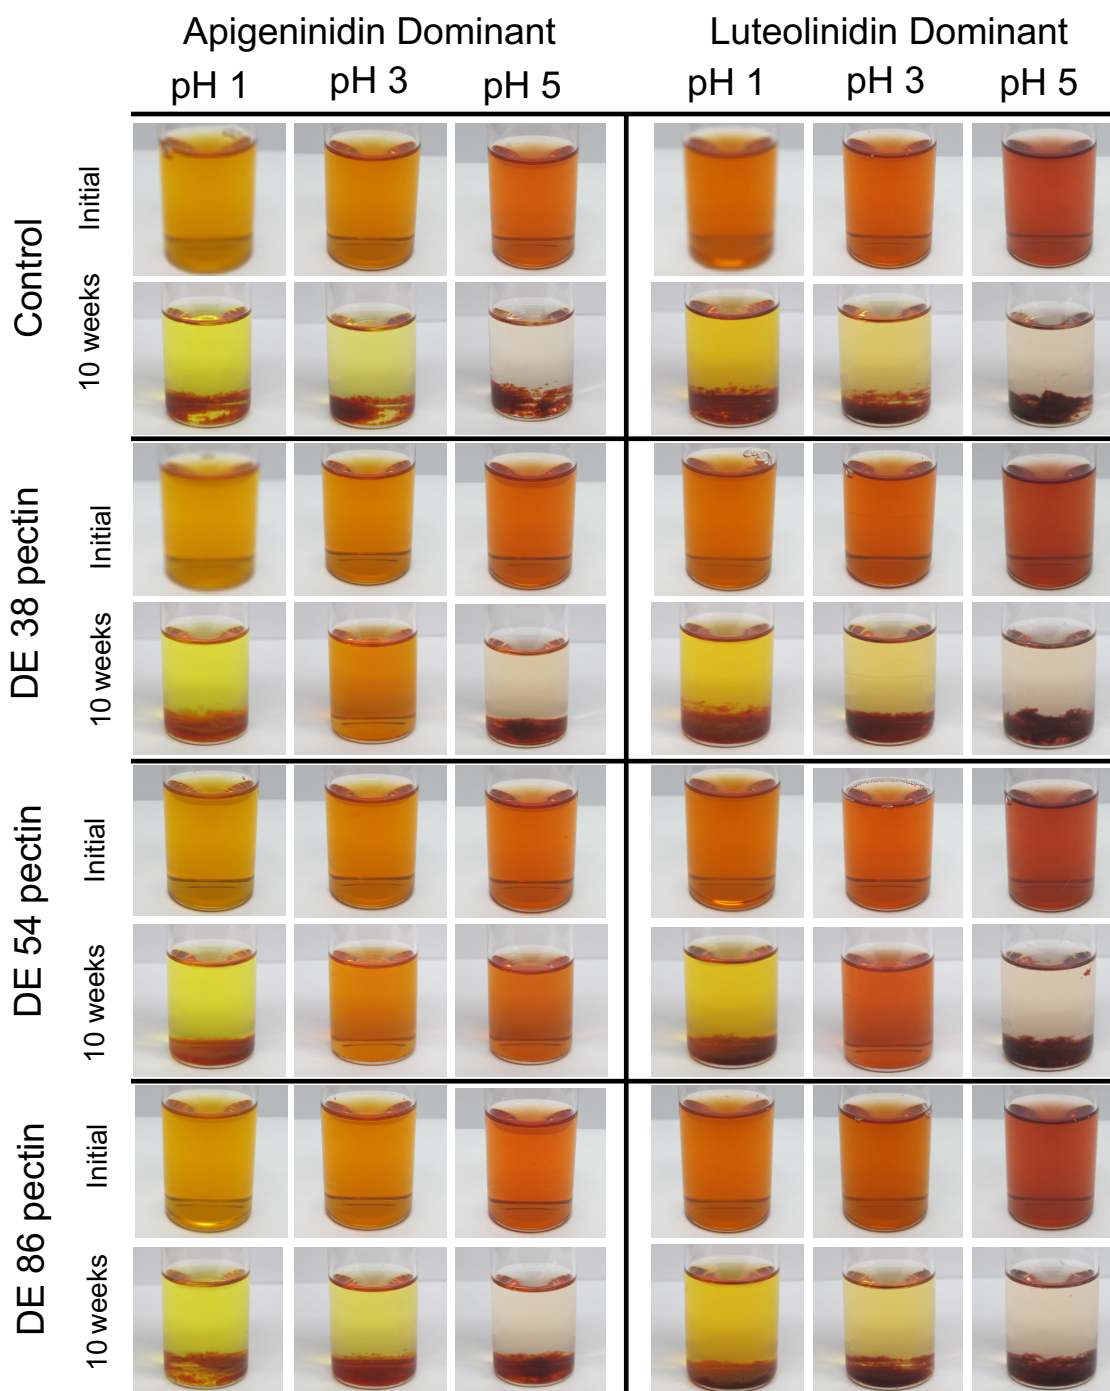 Apigeninidin Dominant
Luteolinidin Dominant
pH 1
pH 3
pH 5
pH 1
pH 3
pH 5
Control
Initial
10 weeks
DE 38 pectin
Initial
10 weeks
DE 54 pectin
Initial
10 weeks
DE 86 pectin
Initial
10 weeks